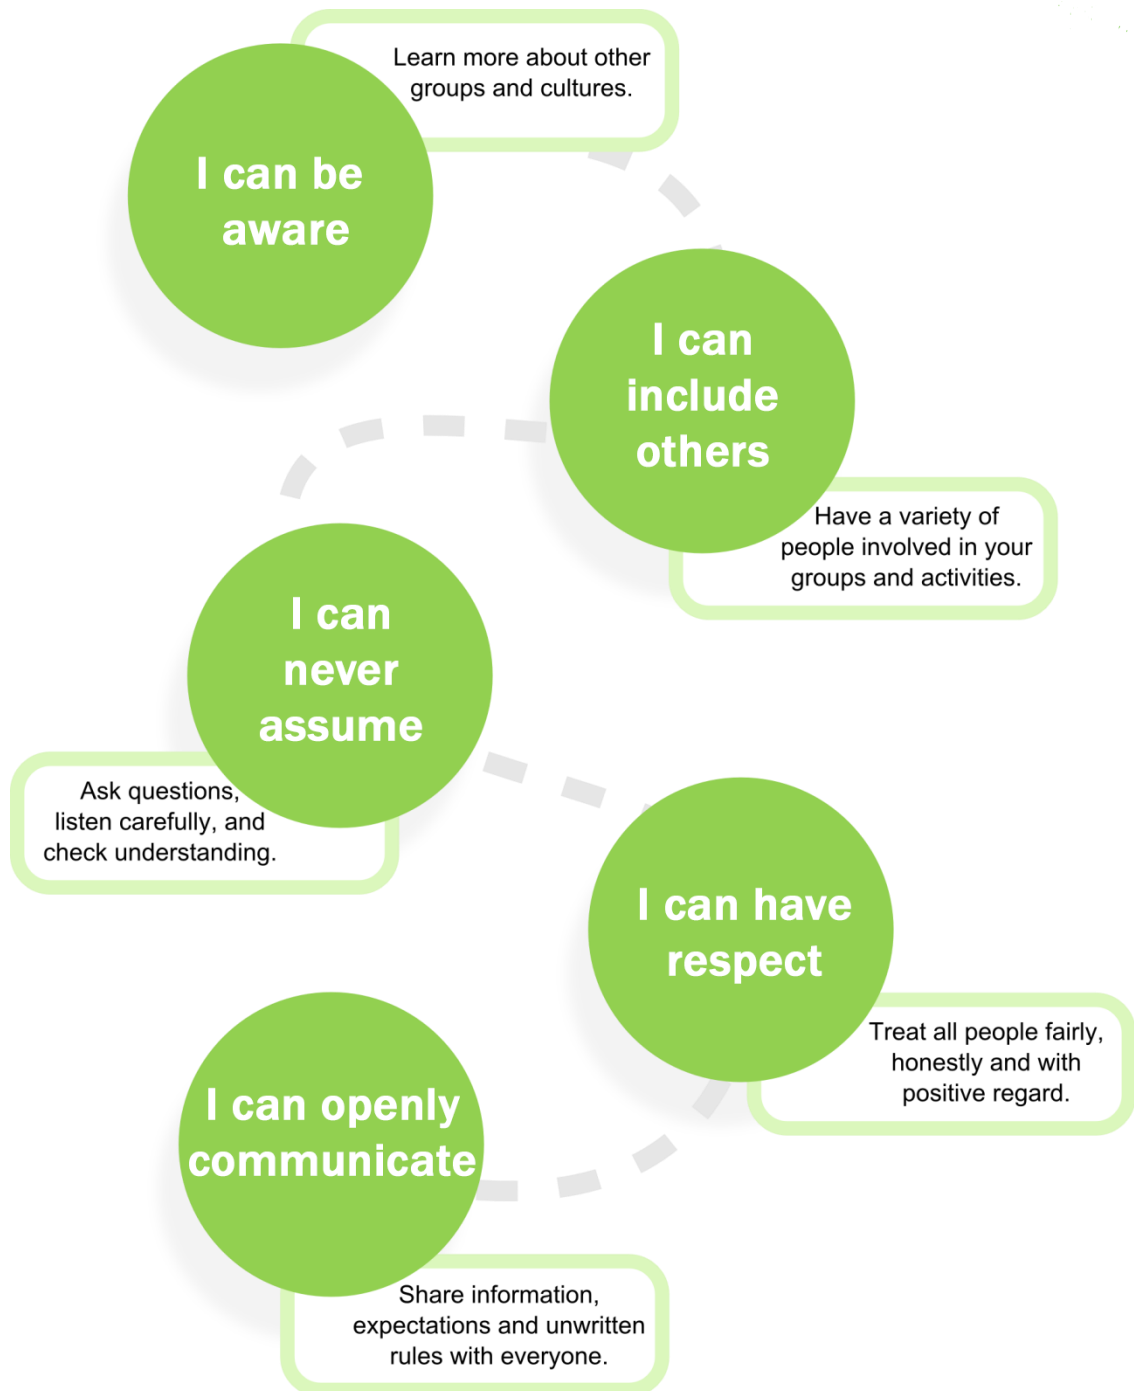 Learn more about other
groups and cultures.
I can be
aware
I can
include
others
Have a variety of
people involved in your
groups and activities.
I can
never
assume
Ask questions,
listen carefully, and
check understanding.
I can have
respect
Treat all people fairly,
honestly and with
positive regard.
I can openly
communicate
Share information,
expectations and unwritten
rules with everyone.